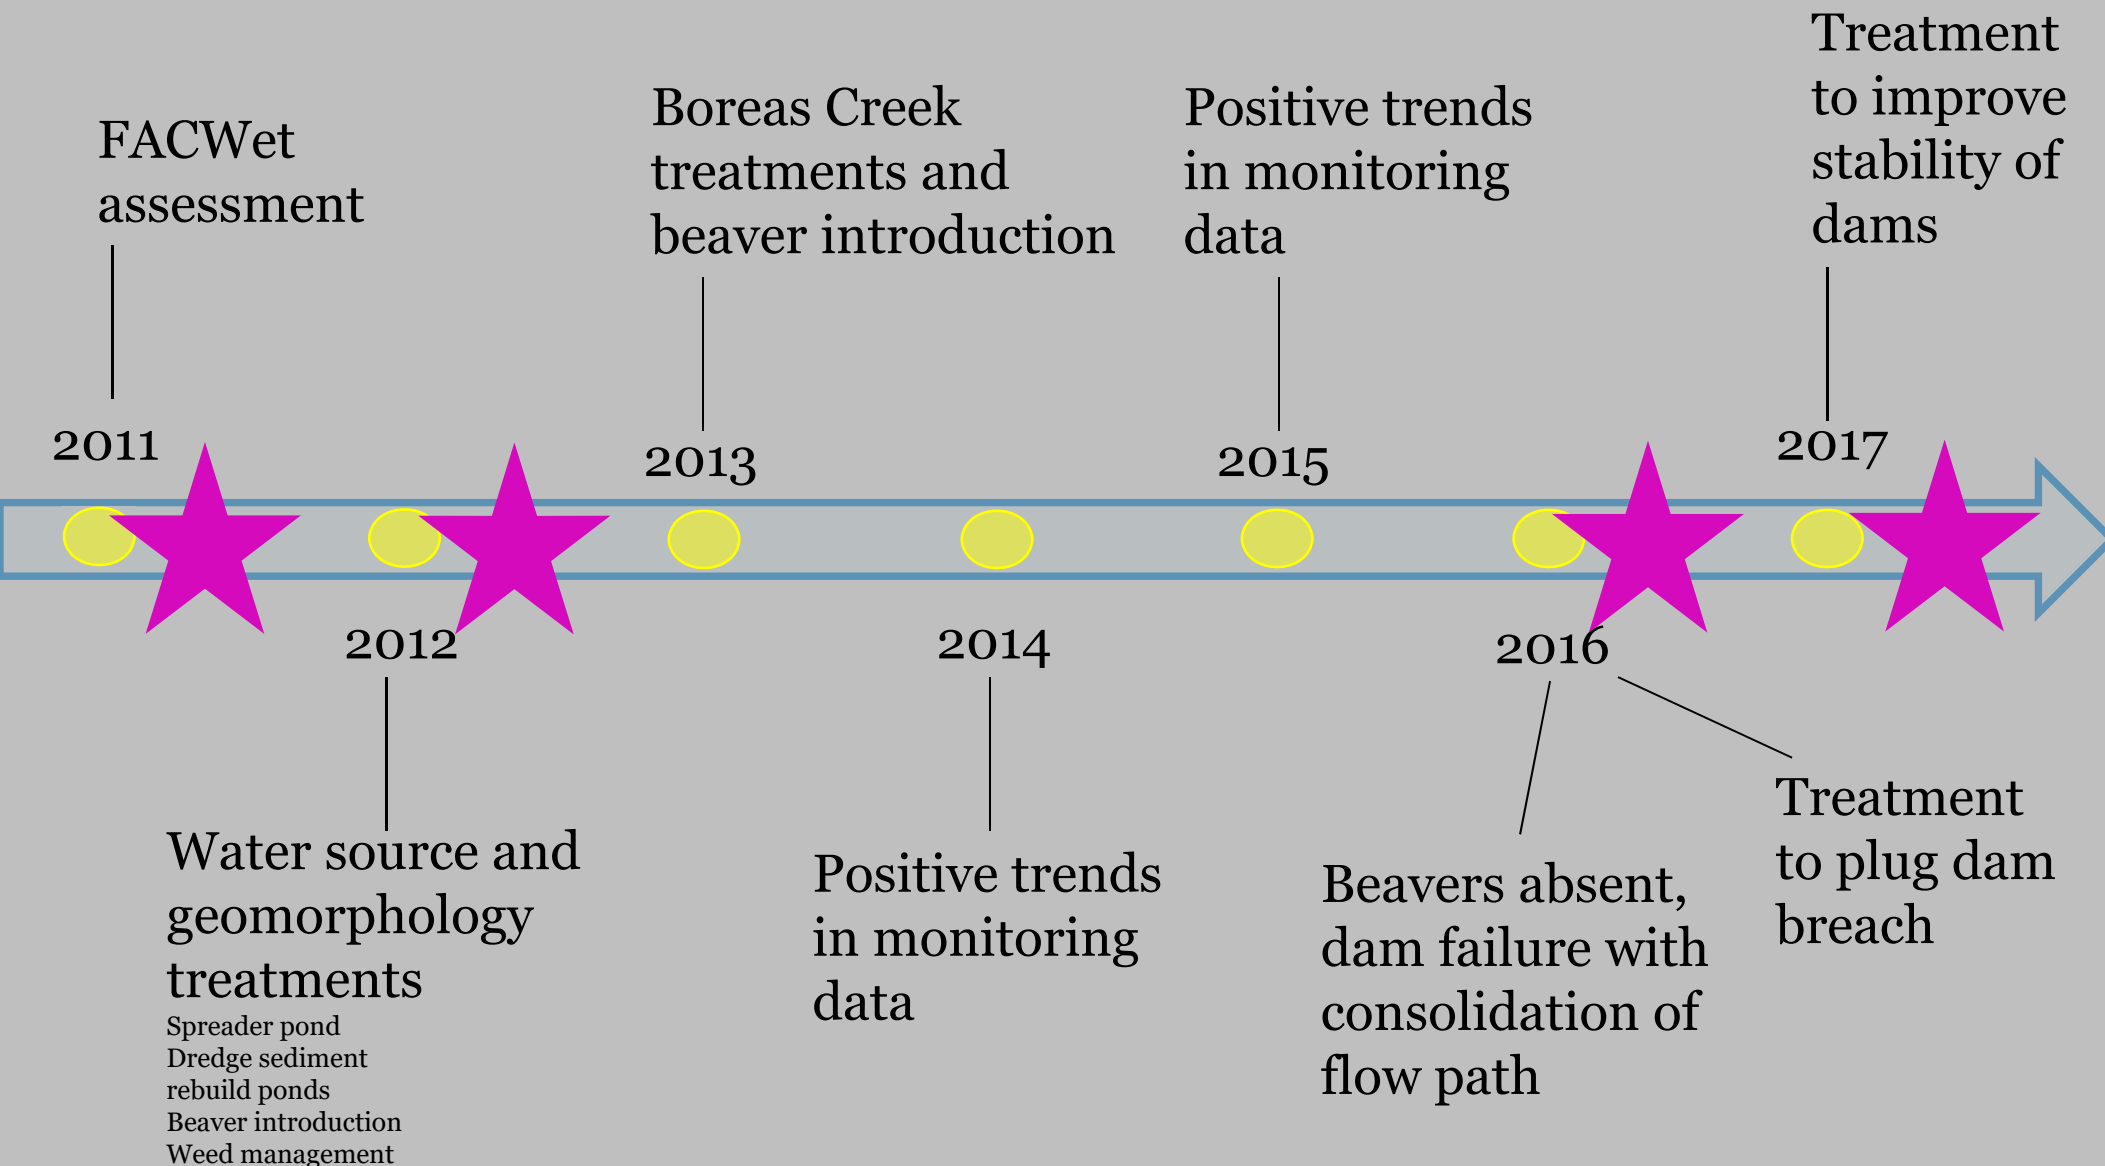 FACWet
assessment
2011
Boreas Creek
treatments and
beaver introduction
2013
Positive trends
in monitoring
data
2015
Treatment
to improve
stability of
dams
2017
2012
Water source and
geomorphology
treatments
Spreader pond
Dredge sediment
rebuild ponds
Beaver introduction
Weed management
2014
Positive trends
in monitoring
data
2016
Beavers absent,
dam failure with
consolidation of
flow path
Treatment
to plug dam
breach